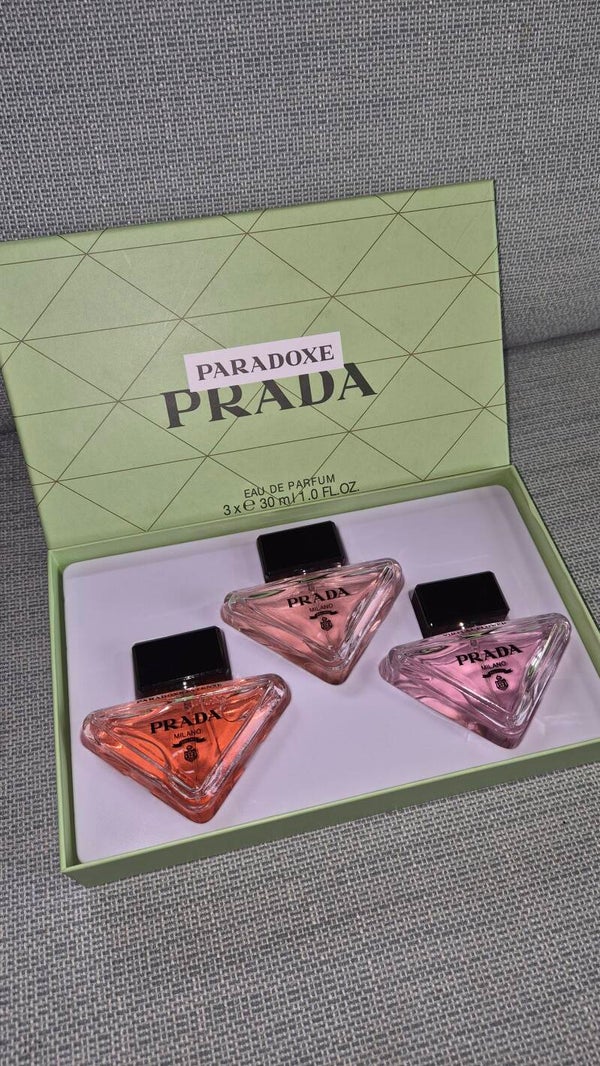 PARADOXE
PRADA
EAU DE PARFUM
3 x ℮ 30 ml / 1.0 FL.OZ.
PRADA
MILANO
PRADA
MILANO
PRADA
MILANO